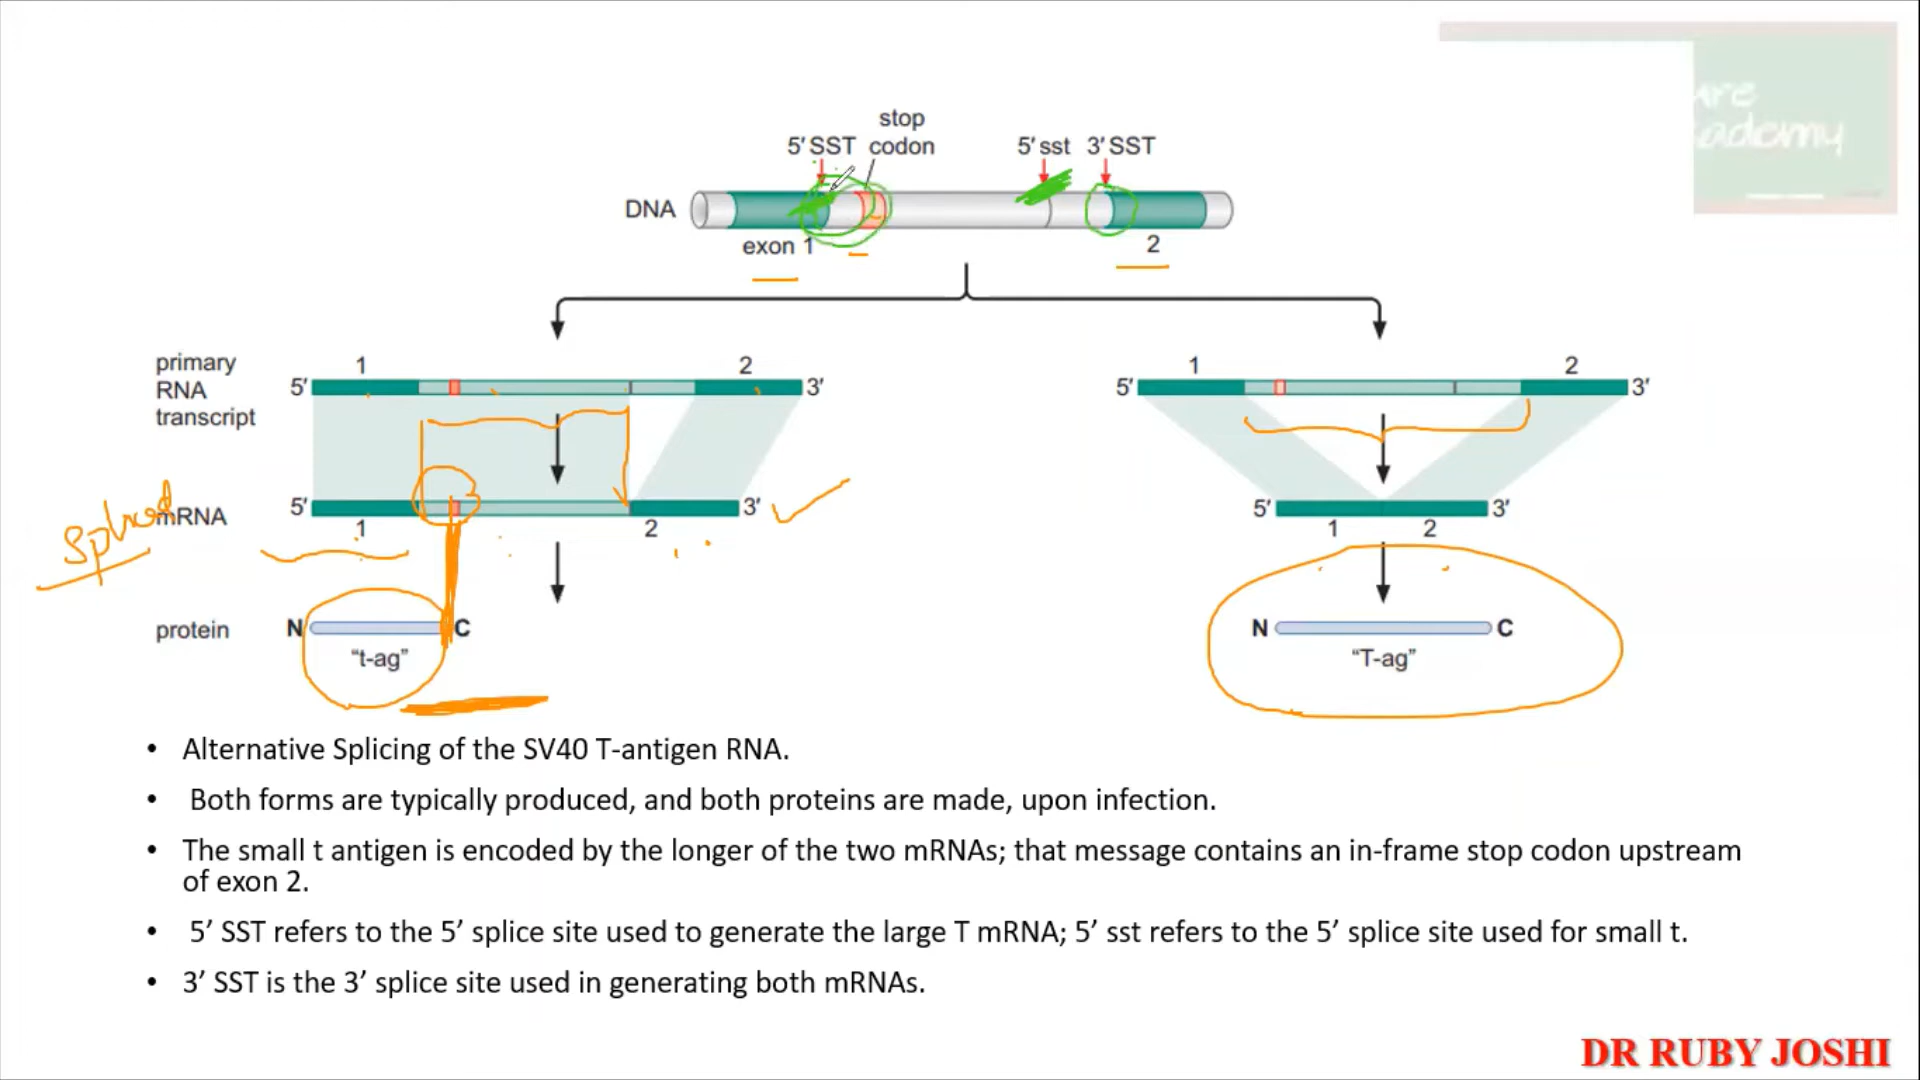 are
ademy
stop
5′ SST codon 5′ sst 3′ SST
DNA
exon 1 2
primary RNA transcript
1 2
5′ 3′
1 2
5′ 3′
Spliced
mRNA
5′ 3′
1 2
5′ 3′
1 2
protein
N C
"t-ag"
N C
"T-ag"
• Alternative Splicing of the SV40 T-antigen RNA.
• Both forms are typically produced, and both proteins are made, upon infection.
• The small t antigen is encoded by the longer of the two mRNAs; that message contains an in-frame stop codon upstream
of exon 2.
• 5’ SST refers to the 5’ splice site used to generate the large T mRNA; 5’ sst refers to the 5’ splice site used for small t.
• 3’ SST is the 3’ splice site used in generating both mRNAs.
DR RUBY JOSHI